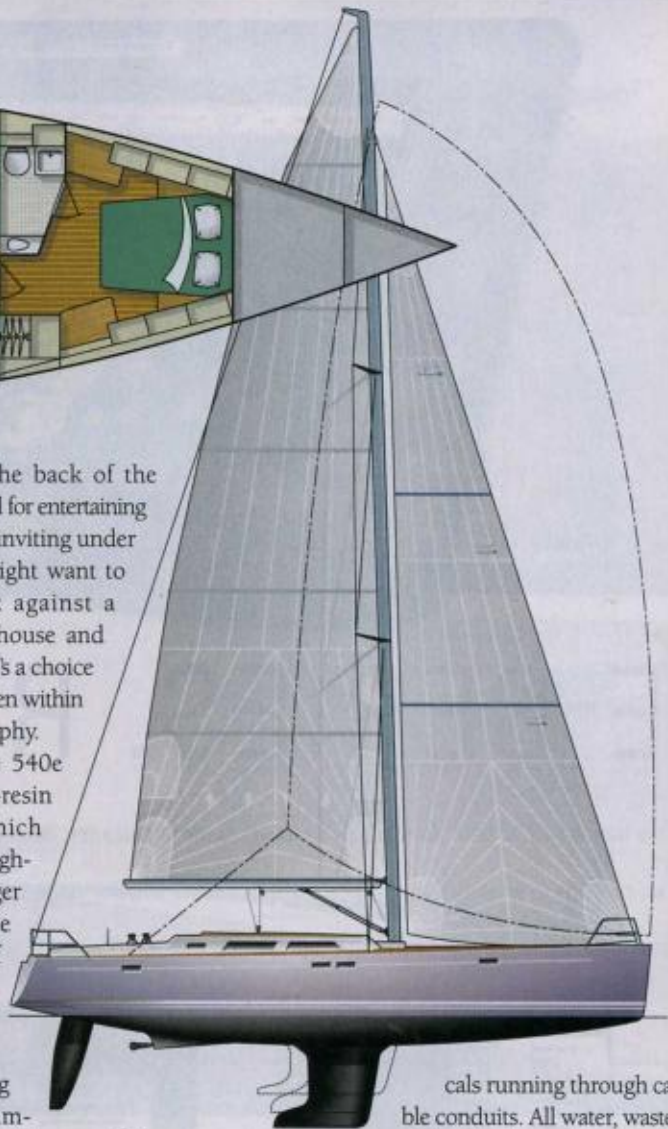 he back of the
for entertaining
inviting under
ight want to
against a
house and
's a choice
en within
phy.
540e
resin
hich
gh-
ger
e
g
m-
cals running through ca
ble conduits. All water, waste